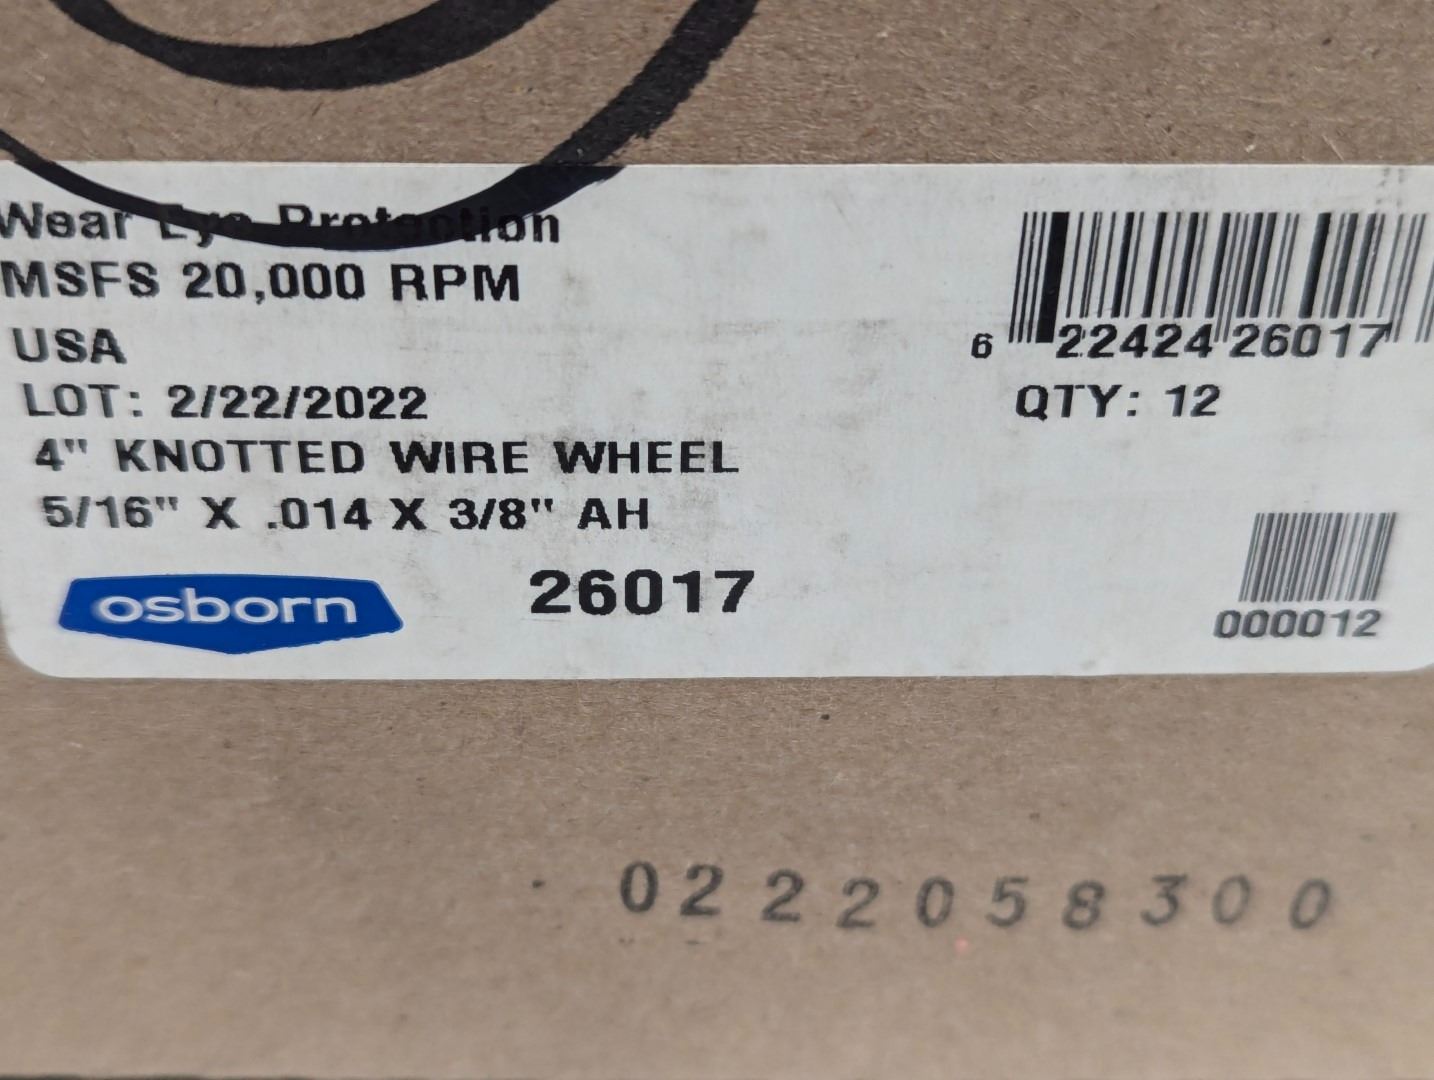 Wear Eye Protection
MSFS 20,000 RPM
USA
LOT: 2/22/2022
4" KNOTTED WIRE WHEEL
5/16" X .014 X 3/8" AH
osborn
26017
6 22424 26017
QTY: 12
000012
0222058300